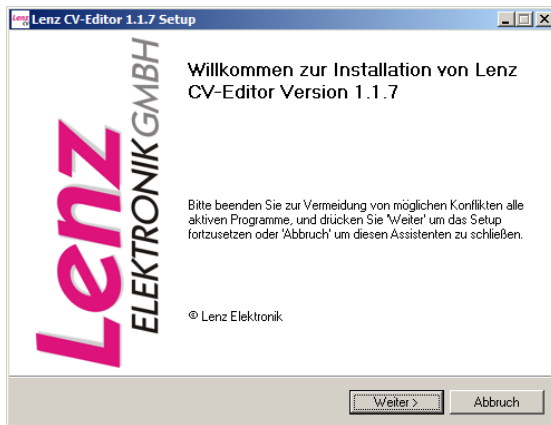 Lenz CV
Lenz CV-Editor 1.1.7 Setup
Lenz
ELEKTRONIK GMBH
Willkommen zur Installation von Lenz
CV-Editor Version 1.1.7
Bitte beenden Sie zur Vermeidung von möglichen Konflikten alle
aktiven Programme, und drücken Sie 'Weiter' um das Setup
fortzusetzen oder 'Abbruch' um diesen Assistenten zu schließen.
© Lenz Elektronik
Weiter >
Abbruch